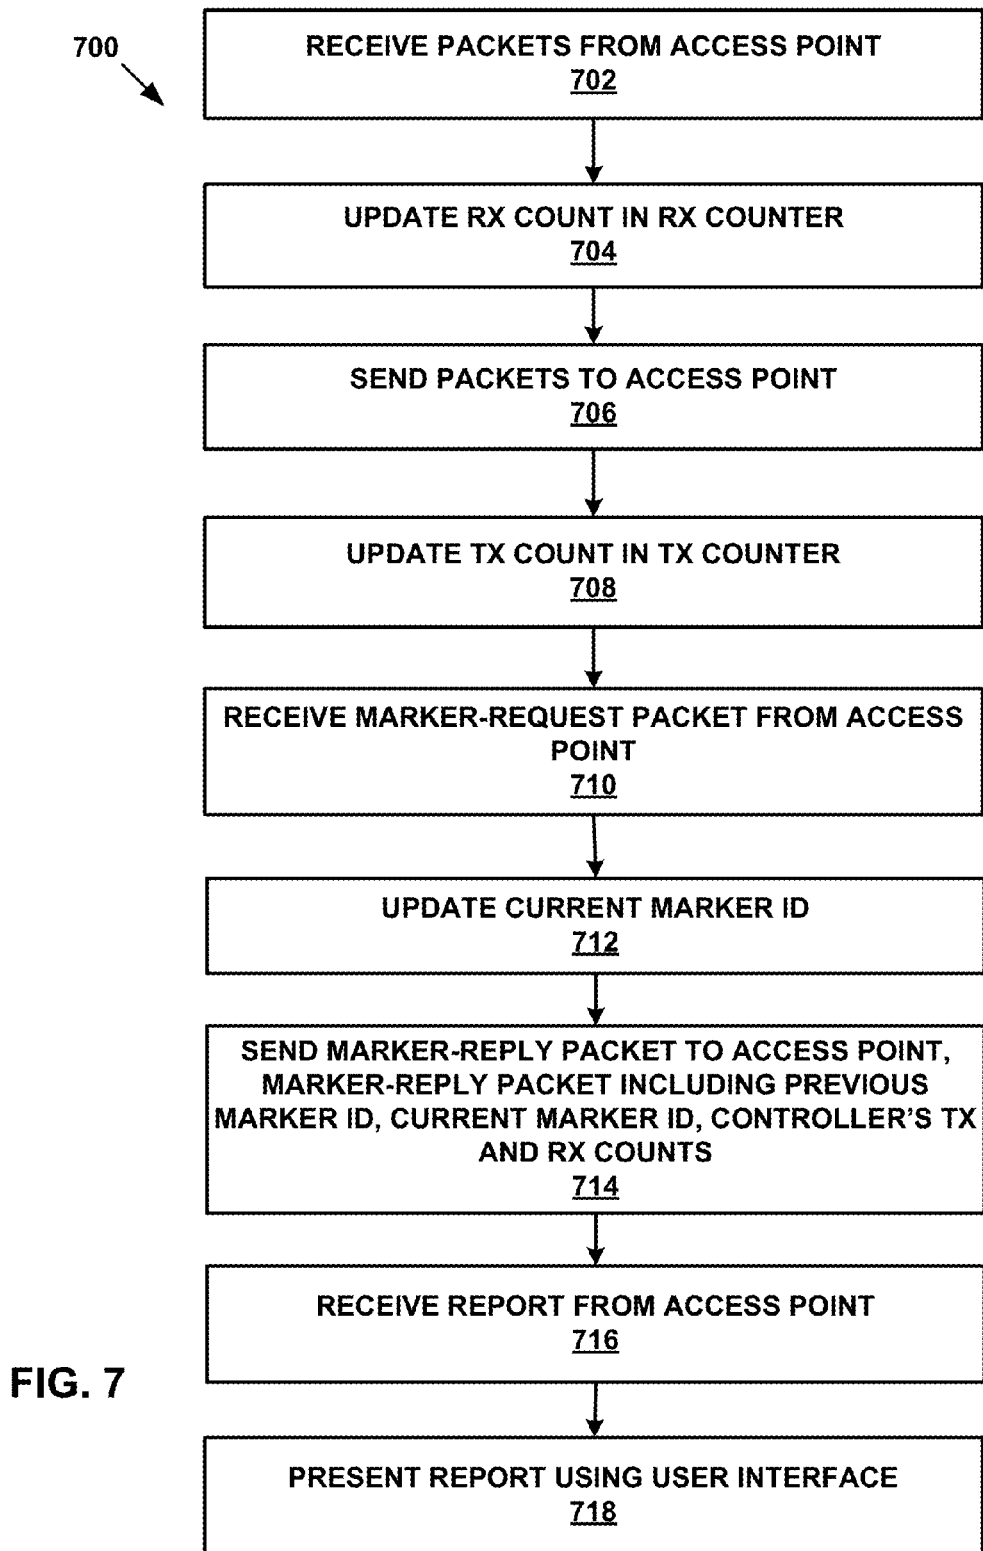 700
RECEIVE PACKETS FROM ACCESS POINT
702
UPDATE RX COUNT IN RX COUNTER
704
SEND PACKETS TO ACCESS POINT
706
UPDATE TX COUNT IN TX COUNTER
708
RECEIVE MARKER-REQUEST PACKET FROM ACCESS
POINT
710
UPDATE CURRENT MARKER ID
712
SEND MARKER-REPLY PACKET TO ACCESS POINT,
MARKER-REPLY PACKET INCLUDING PREVIOUS
MARKER ID, CURRENT MARKER ID, CONTROLLER'S TX
AND RX COUNTS
714
RECEIVE REPORT FROM ACCESS POINT
716
FIG. 7
PRESENT REPORT USING USER INTERFACE
718